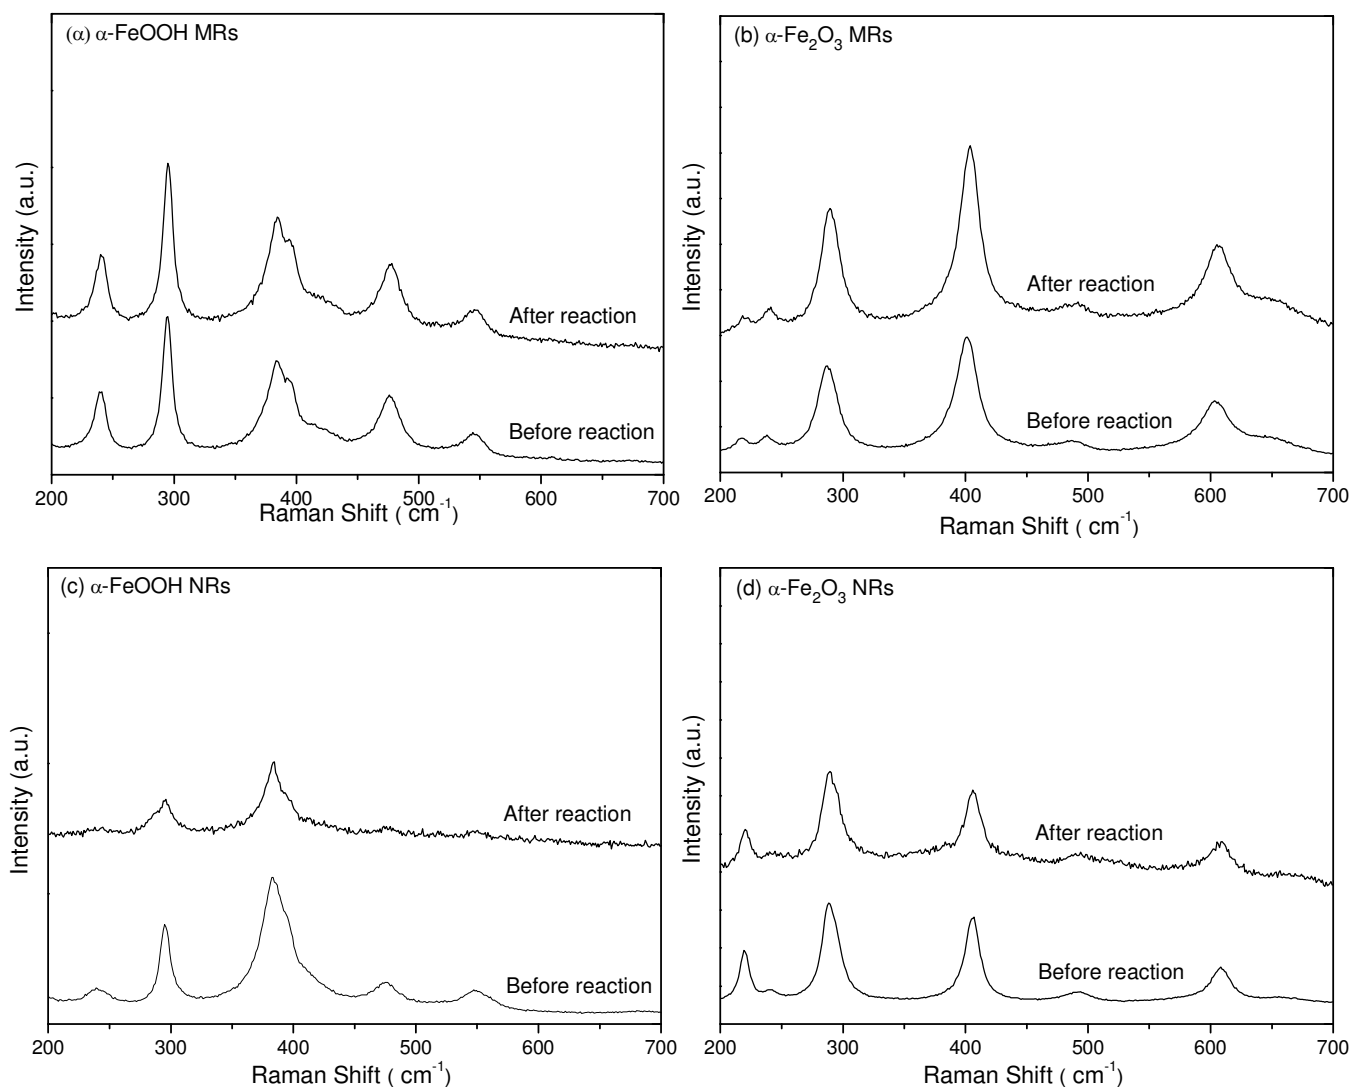 (α) α-FeOOH MRs
Intensity (a.u.)
After reaction
Before reaction
200 300 400 500 600 700
Raman Shift ( cm⁻¹)
(b) α-Fe₂O₃ MRs
Intensity (a.u.)
After reaction
Before reaction
200 300 400 500 600 700
Raman Shift ( cm⁻¹)
(c) α-FeOOH NRs
Intensity (a.u.)
After reaction
Before reaction
200 300 400 500 600 700
Raman Shift ( cm⁻¹)
(d) α-Fe₂O₃ NRs
Intensity (a.u.)
After reaction
Before reaction
200 300 400 500 600 700
Raman Shift ( cm⁻¹)